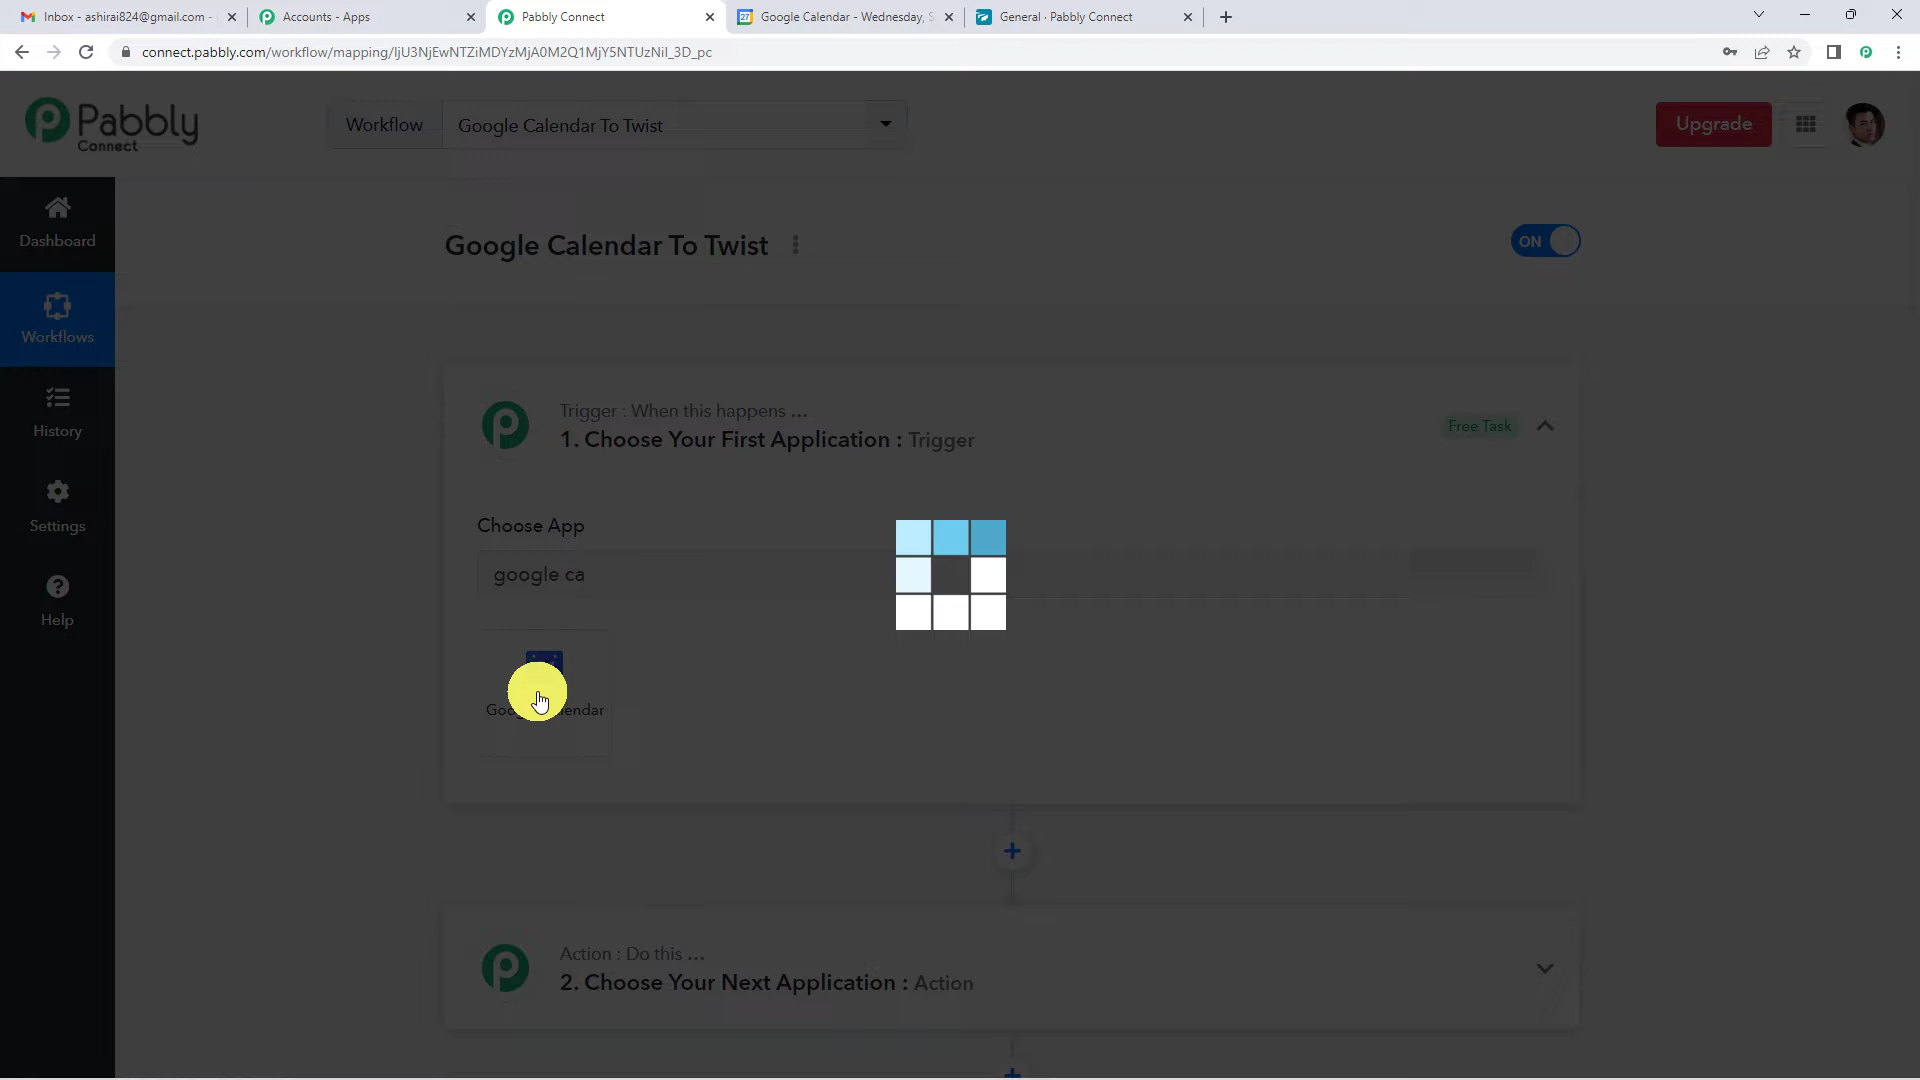 Inbox - ashirai824@gmail.com -
Accounts - Apps
Pabbly Connect
Google Calendar - Wednesday, S
General · Pabbly Connect
connect.pabbly.com/workflow/mapping/IjU3NjEwNTZiMDYzMjA0M2Q1MjY5NTUzNiI_3D_pc
Pabbly
Connect
Workflow
Google Calendar To Twist
Upgrade
Dashboard
Workflows
History
Settings
Help
Google Calendar To Twist
ON
Trigger : When this happens ...
1. Choose Your First Application : Trigger
Free Task
Choose App
google ca
Action : Do this ...
2. Choose Your Next Application : Action